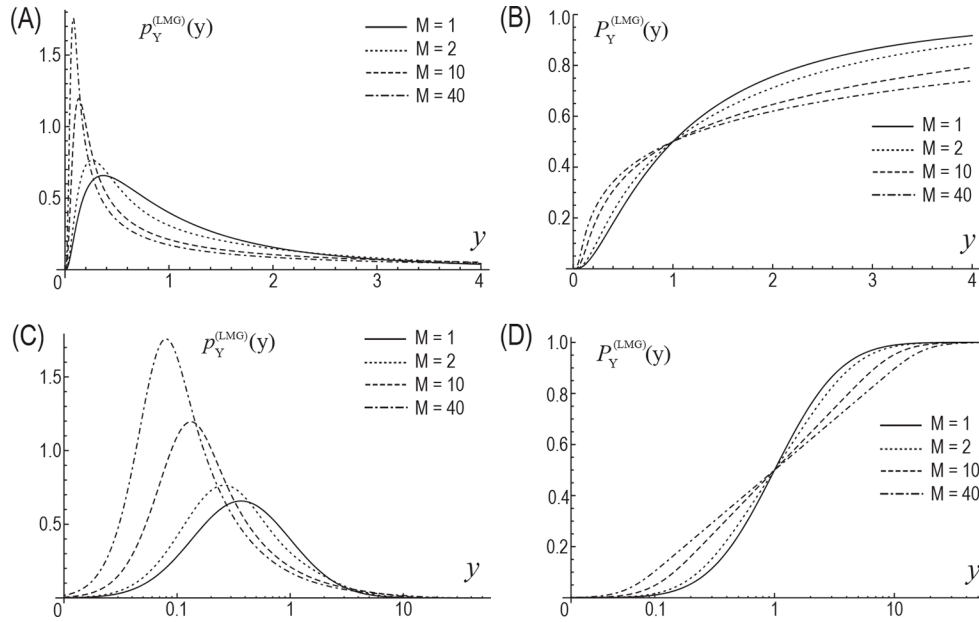 (A)
p_Y^(LMG)(y)
M = 1
M = 2
M = 10
M = 40
1.5
1.0
0.5
0
1
2
3
4
y
(B)
P_Y^(LMG)(y)
1.0
0.8
0.6
0.4
0.2
M = 1
M = 2
M = 10
M = 40
0
1
2
3
4
y
(C)
p_Y^(LMG)(y)
M = 1
M = 2
M = 10
M = 40
1.5
1.0
0.5
0
0.1
1
10
y
(D)
P_Y^(LMG)(y)
1.0
0.8
0.6
0.4
0.2
M = 1
M = 2
M = 10
M = 40
0
0.1
1
10
y